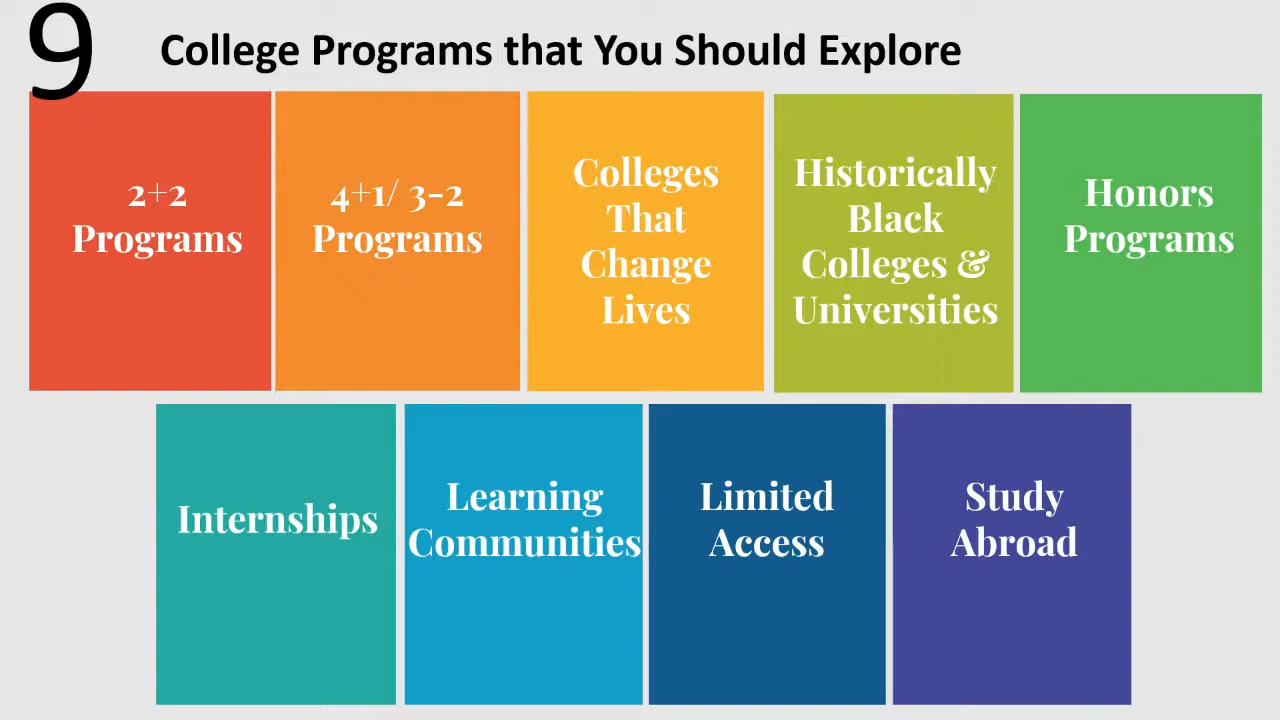 9
College Programs that You Should Explore
2+2
Programs
4+1/ 3-2
Programs
Colleges
That
Change
Lives
Historically
Black
Colleges &
Universities
Honors
Programs
Internships
Learning
Communities
Limited
Access
Study
Abroad